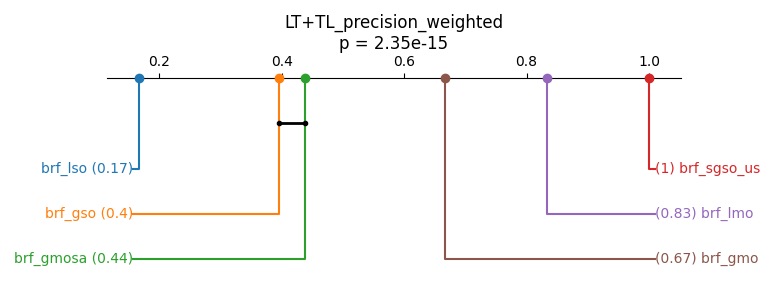 LT+TL_precision_weighted
p = 2.35e-15
0.2 0.4 0.6 0.8 1.0
brf_lso (0.17) (1) brf_sgso_us
brf_gso (0.4) (0.83) brf_lmo
brf_gmosa (0.44) (0.67) brf_gmo